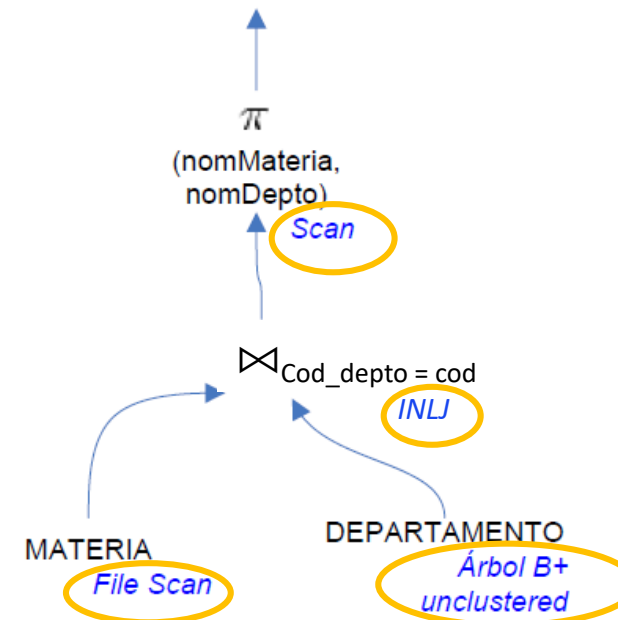 π
(nomMateria,
nomDepto)
Scan
⋈Cod_depto = cod
INLJ
MATERIA
File Scan
DEPARTAMENTO
Árbol B+
unclustered